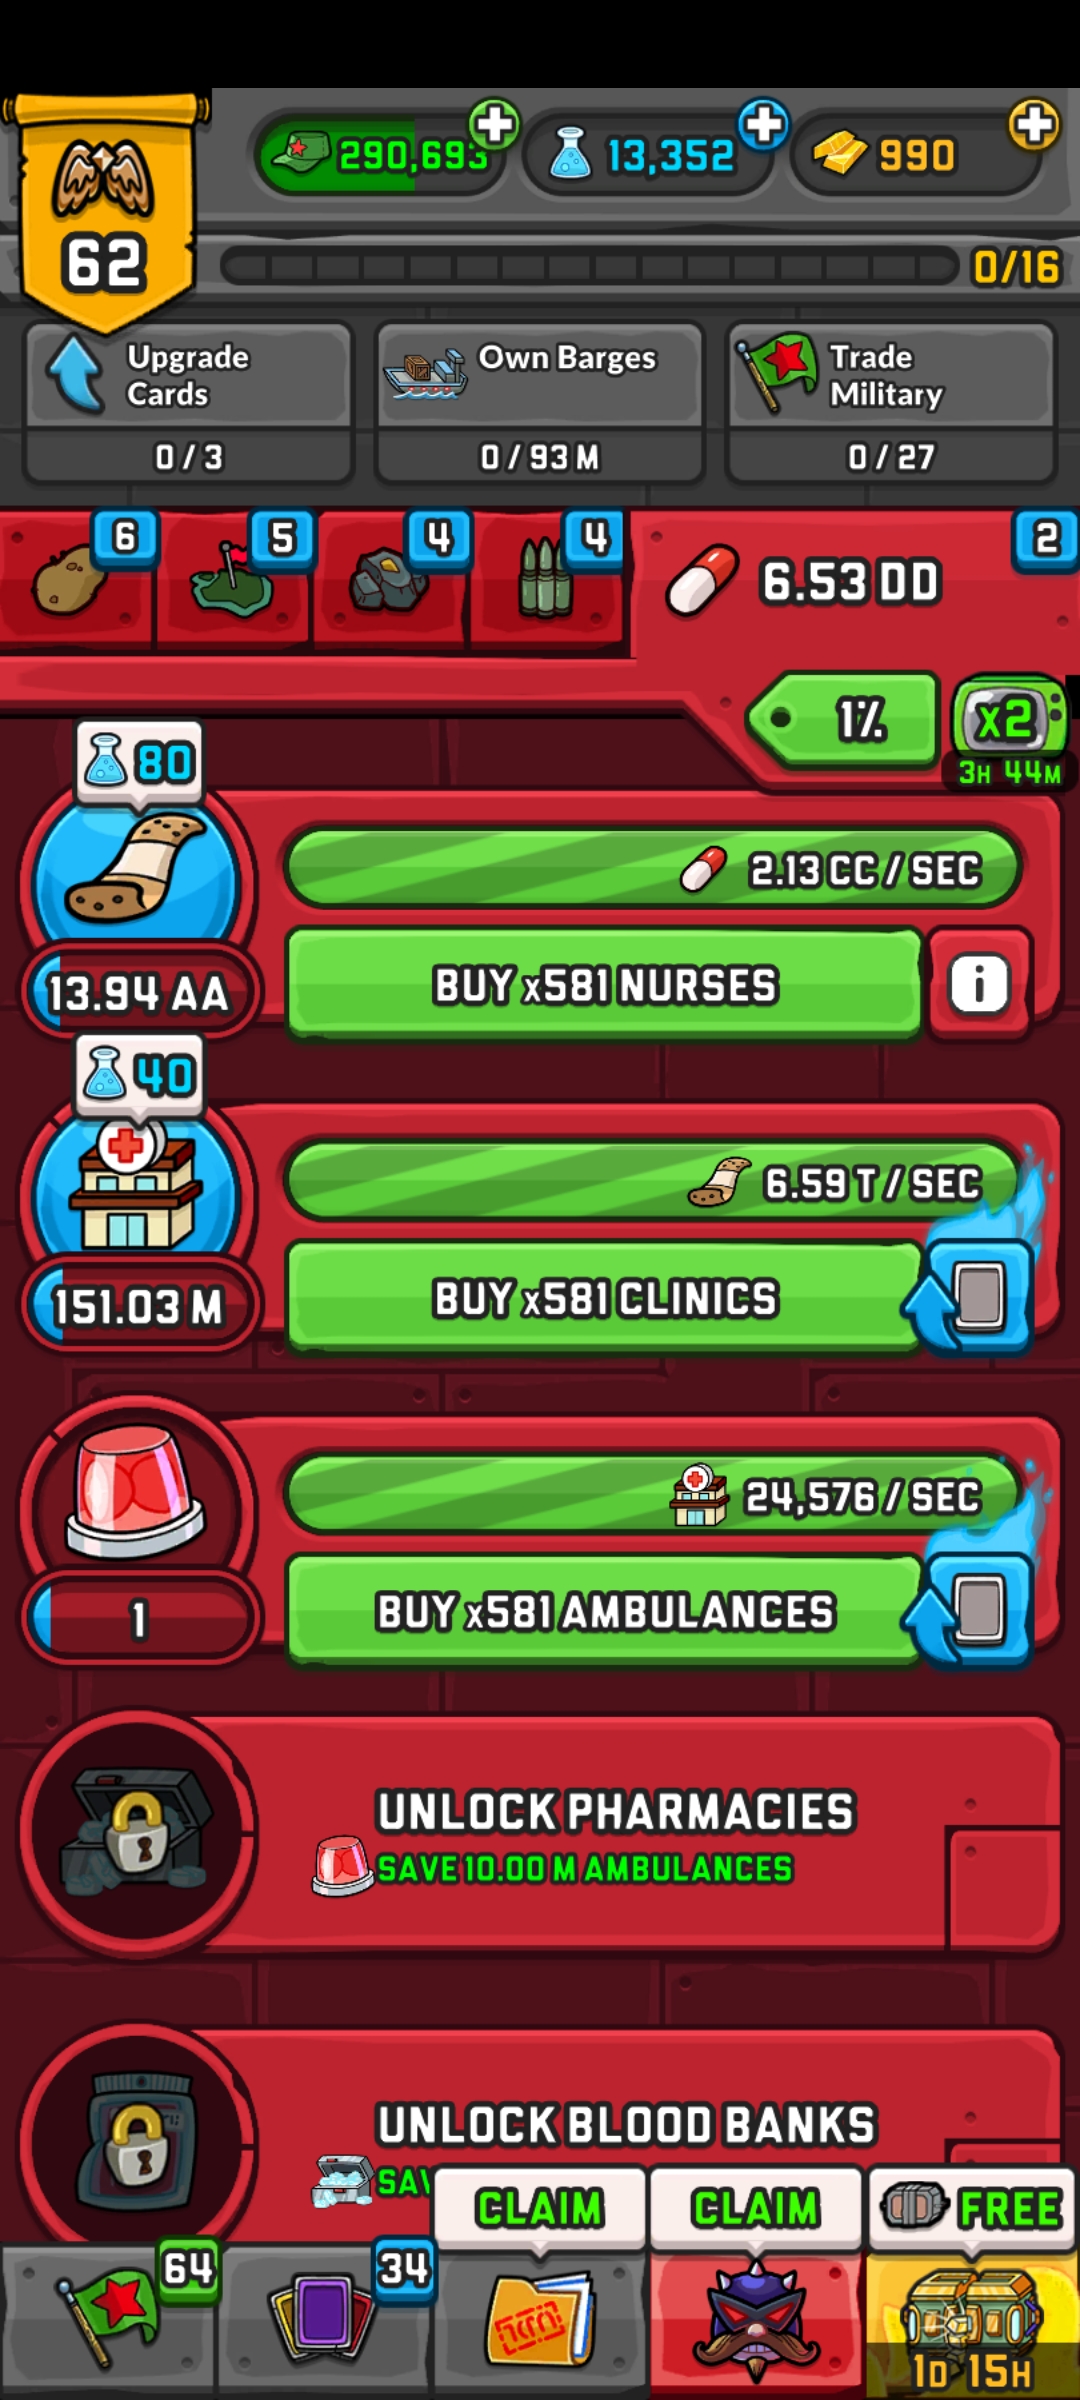 290,693
13,352
990
62
0/16
Upgrade
Cards
0 / 3
Own Barges
0 / 93 M
Trade
Military
0 / 27
6
5
4
4
6.53 DD
2
1%
x2
3H 44M
80
2.13 CC / SEC
BUY x581 NURSES
i
13.94 AA
40
6.59 T / SEC
BUY x581 CLINICS
151.03 M
24,576 / SEC
BUY x581 AMBULANCES
1
UNLOCK PHARMACIES
SAVE 10.00 M AMBULANCES
UNLOCK BLOOD BANKS
CLAIM
CLAIM
FREE
64
34
1D 15H